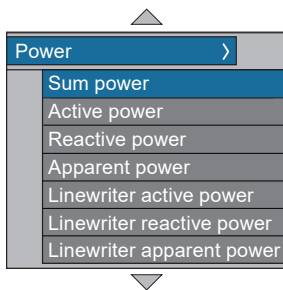 Power
Sum power
Active power
Reactive power
Apparent power
Linewriter active power
Linewriter reactive power
Linewriter apparent power